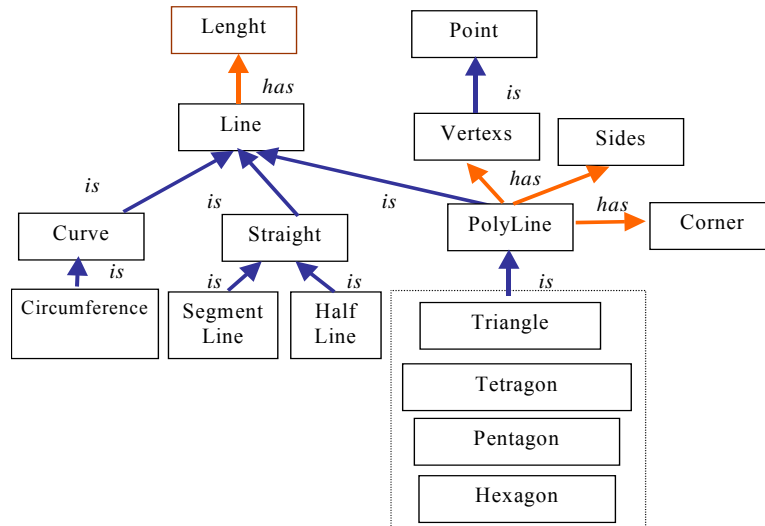 Lenght
Point
has
is
Line
Vertexs
Sides
is
is
is
has
has
Curve
Straight
PolyLine
Corner
is
is
is
is
Circumference
Segment
Line
Half
Line
Triangle
Tetragon
Pentagon
Hexagon